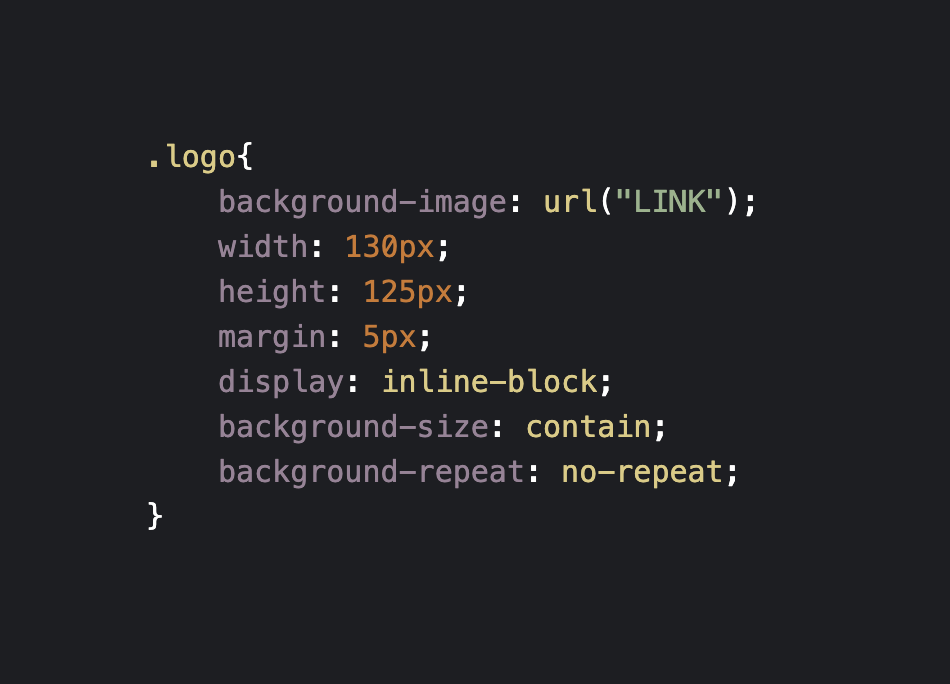 .logo{
    background-image: url("LINK");
    width: 130px;
    height: 125px;
    margin: 5px;
    display: inline-block;
    background-size: contain;
    background-repeat: no-repeat;
}